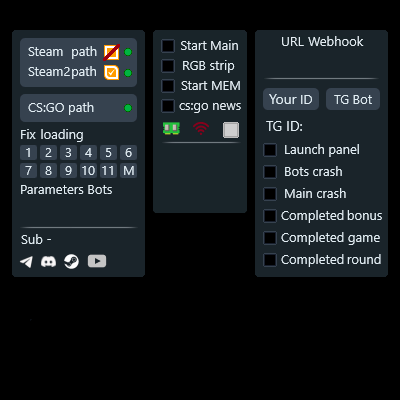 Steam path
Steam2path
CS:GO path
Fix loading
1 2 3 4 5 6
7 8 9 10 11 M
Parameters Bots
Sub -
Start Main
RGB strip
Start MEM
cs:go news
URL Webhook
Your ID TG Bot
TG ID:
Launch panel
Bots crash
Main crash
Completed bonus
Completed game
Completed round